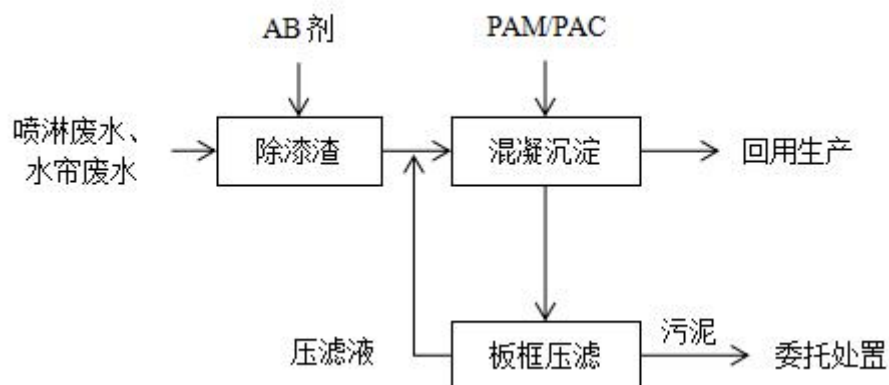 AB剂
PAM/PAC
喷淋废水、
水帘废水
除漆渣
混凝沉淀
回用生产
压滤液
板框压滤
污泥
委托处置